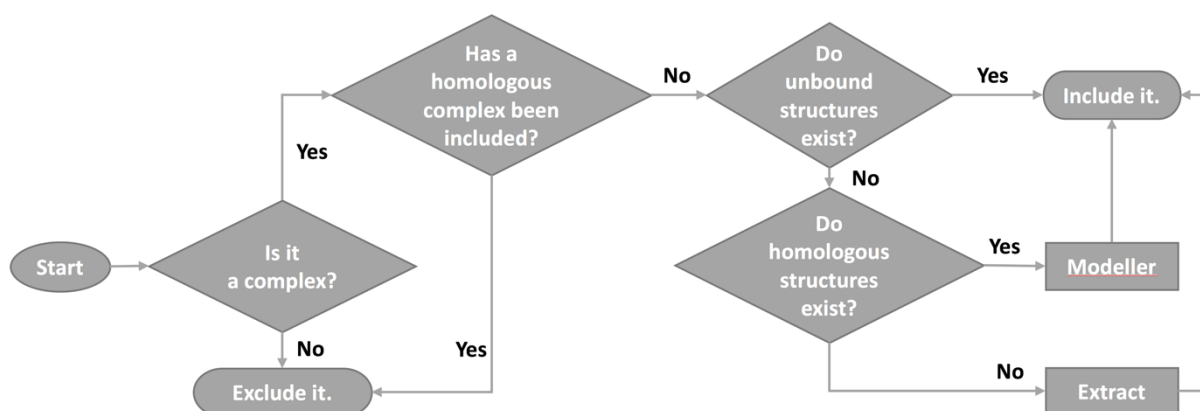 Start
Is it
a complex?
Yes
No
Exclude it.
Has a
homologous
complex been
included?
Yes
No
Do
unbound
structures
exist?
Yes
No
Include it.
Do
homologous
structures
exist?
Yes
Modeller
No
Extract